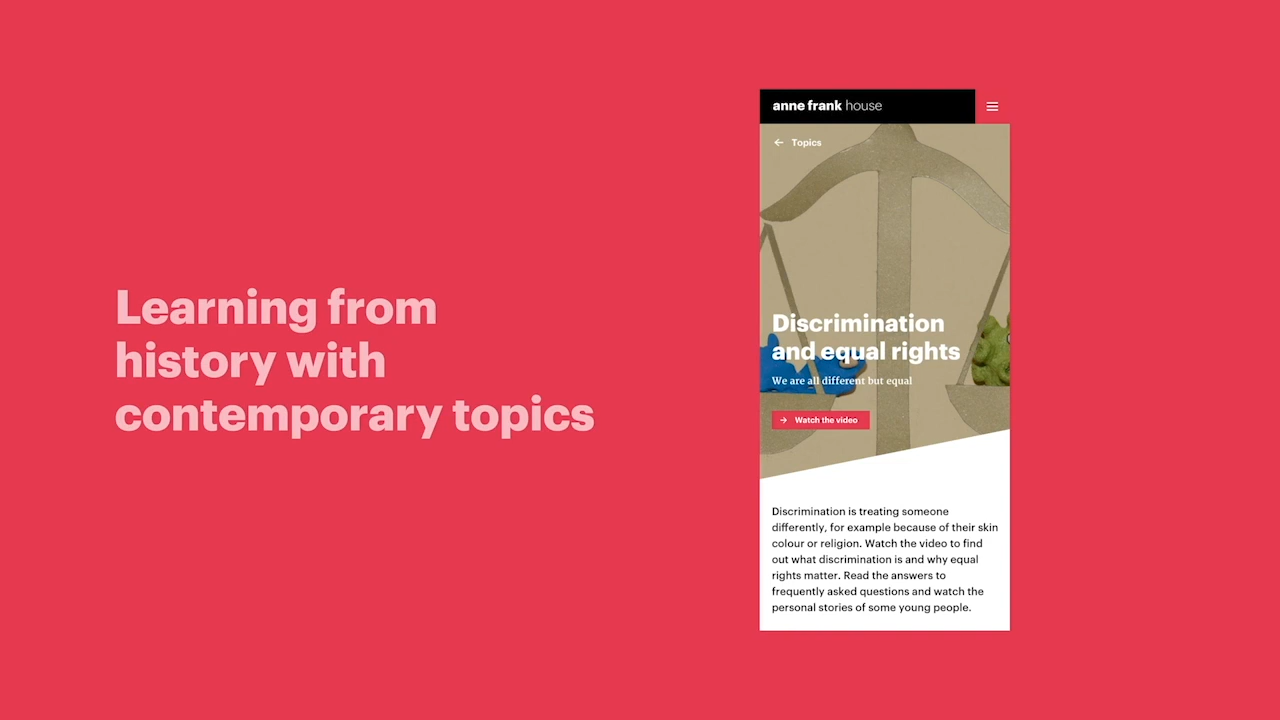 Learning from
history with
contemporary topics
anne frank house
Topics
Discrimination
and equal rights
We are all different but equal
Watch the video
Discrimination is treating someone
differently, for example because of their skin
colour or religion. Watch the video to find
out what discrimination is and why equal
rights matter. Read the answers to
frequently asked questions and watch the
personal stories of some young people.